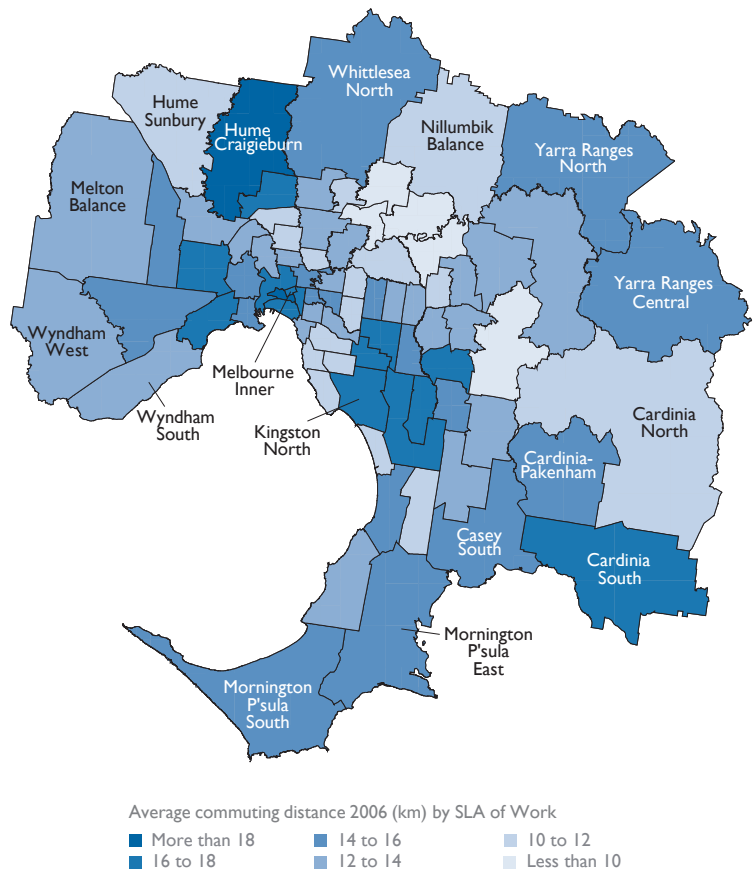 Whittlesea
North
Hume
Sunbury
Hume
Craigieburn
Nillumbik
Balance
Yarra Ranges
North
Melton
Balance
Yarra Ranges
Central
Wyndham
West
Melbourne
Inner
Wyndham
South
Kingston
North
Cardinia
North
Cardinia-
Pakenham
Casey
South
Cardinia
South
Mornington
P'sula
East
Mornington
P'sula
South
Average commuting distance 2006 (km) by SLA of Work
More than 18 14 to 16 10 to 12
16 to 18 12 to 14 Less than 10